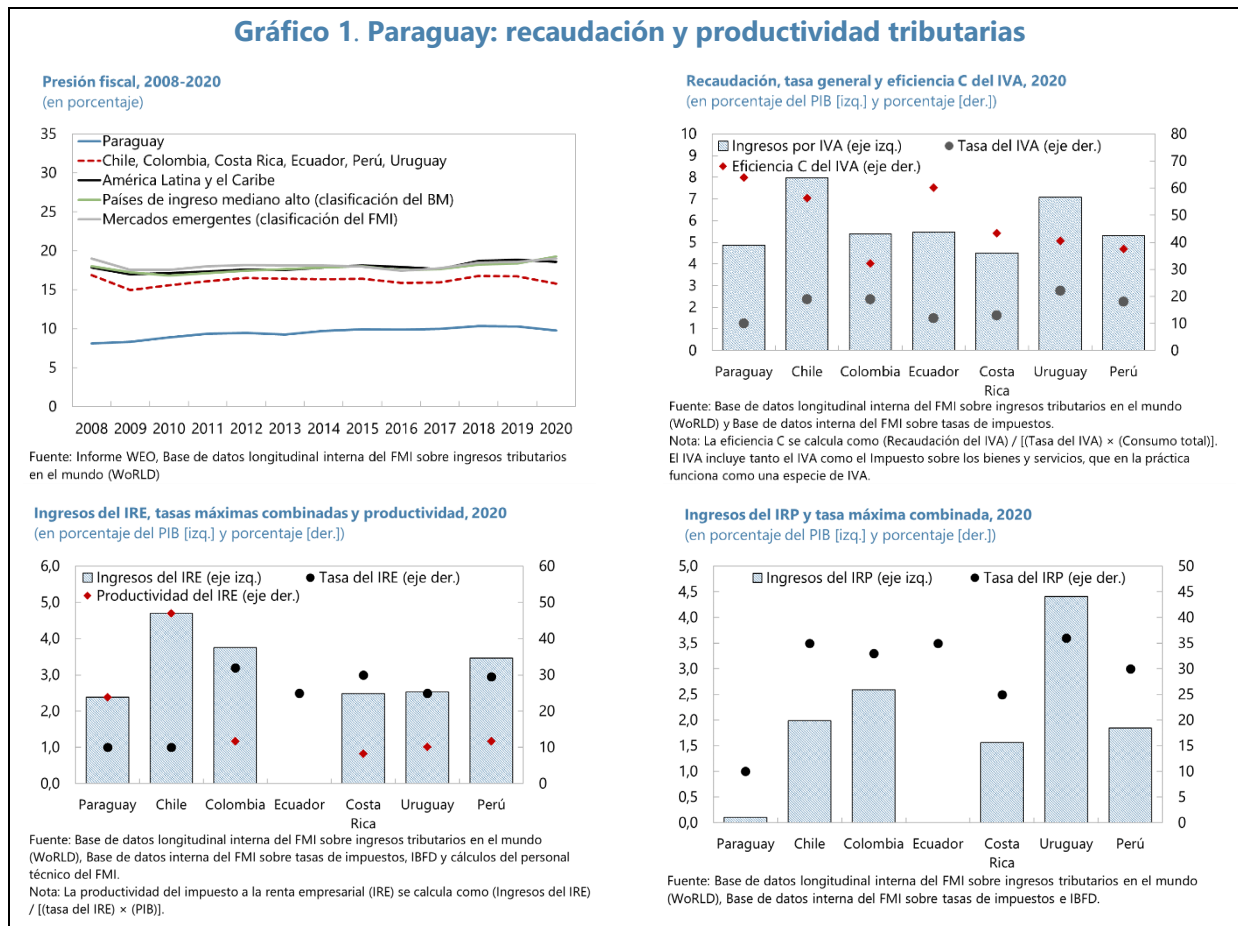 Gráfico 1. Paraguay: recaudación y productividad tributarias
Presión fiscal, 2008-2020
(en porcentaje)
35
30
25
20
15
10
5
0
Paraguay
Chile, Colombia, Costa Rica, Ecuador, Perú, Uruguay
América Latina y el Caribe
Países de ingreso mediano alto (clasificación del BM)
Mercados emergentes (clasificación del FMI)
2008 2009 2010 2011 2012 2013 2014 2015 2016 2017 2018 2019 2020
Fuente: Informe WEO, Base de datos longitudinal interna del FMI sobre ingresos tributarios
en el mundo (WoRLD)
Recaudación, tasa general y eficiencia C del IVA, 2020
(en porcentaje del PIB [izq.] y porcentaje [der.])
10
9
8
7
6
5
4
3
2
1
0
Ingresos por IVA (eje izq.)
Tasa del IVA (eje der.)
Eficiencia C del IVA (eje der.)
80
70
60
50
40
30
20
10
0
Paraguay Chile Colombia Ecuador Costa Uruguay Perú
Rica
Fuente: Base de datos longitudinal interna del FMI sobre ingresos tributarios en el mundo
(WoRLD) y Base de datos interna del FMI sobre tasas de impuestos.
Nota: La eficiencia C se calcula como (Recaudación del IVA) / [(Tasa del IVA) × (Consumo total)].
El IVA incluye tanto el IVA como el Impuesto sobre los bienes y servicios, que en la práctica
funciona como una especie de IVA.
Ingresos del IRE, tasas máximas combinadas y productividad, 2020
(en porcentaje del PIB [izq.] y porcentaje [der.])
6,0
5,0
4,0
3,0
2,0
1,0
0,0
Ingresos del IRE (eje izq.)
Tasa del IRE (eje der.)
Productividad del IRE (eje der.)
60
50
40
30
20
10
0
Paraguay Chile Colombia Ecuador Costa Uruguay Perú
Rica
Fuente: Base de datos longitudinal interna del FMI sobre ingresos tributarios en el mundo
(WoRLD), Base de datos interna del FMI sobre tasas de impuestos, IBFD y cálculos del personal
técnico del FMI.
Nota: La productividad del impuesto a la renta empresarial (IRE) se calcula como (Ingresos del IRE)
/ [(tasa del IRE) × (PIB)].
Ingresos del IRP y tasa máxima combinada, 2020
(en porcentaje del PIB [izq.] y porcentaje [der.])
5,0
4,5
4,0
3,5
3,0
2,5
2,0
1,5
1,0
0,5
0,0
Ingresos del IRP (eje izq.)
Tasa del IRP (eje der.)
50
45
40
35
30
25
20
15
10
5
0
Paraguay Chile Colombia Ecuador Costa Uruguay Perú
Rica
Fuente: Base de datos longitudinal interna del FMI sobre ingresos tributarios en el mundo
(WoRLD), Base de datos interna del FMI sobre tasas de impuestos e IBFD.